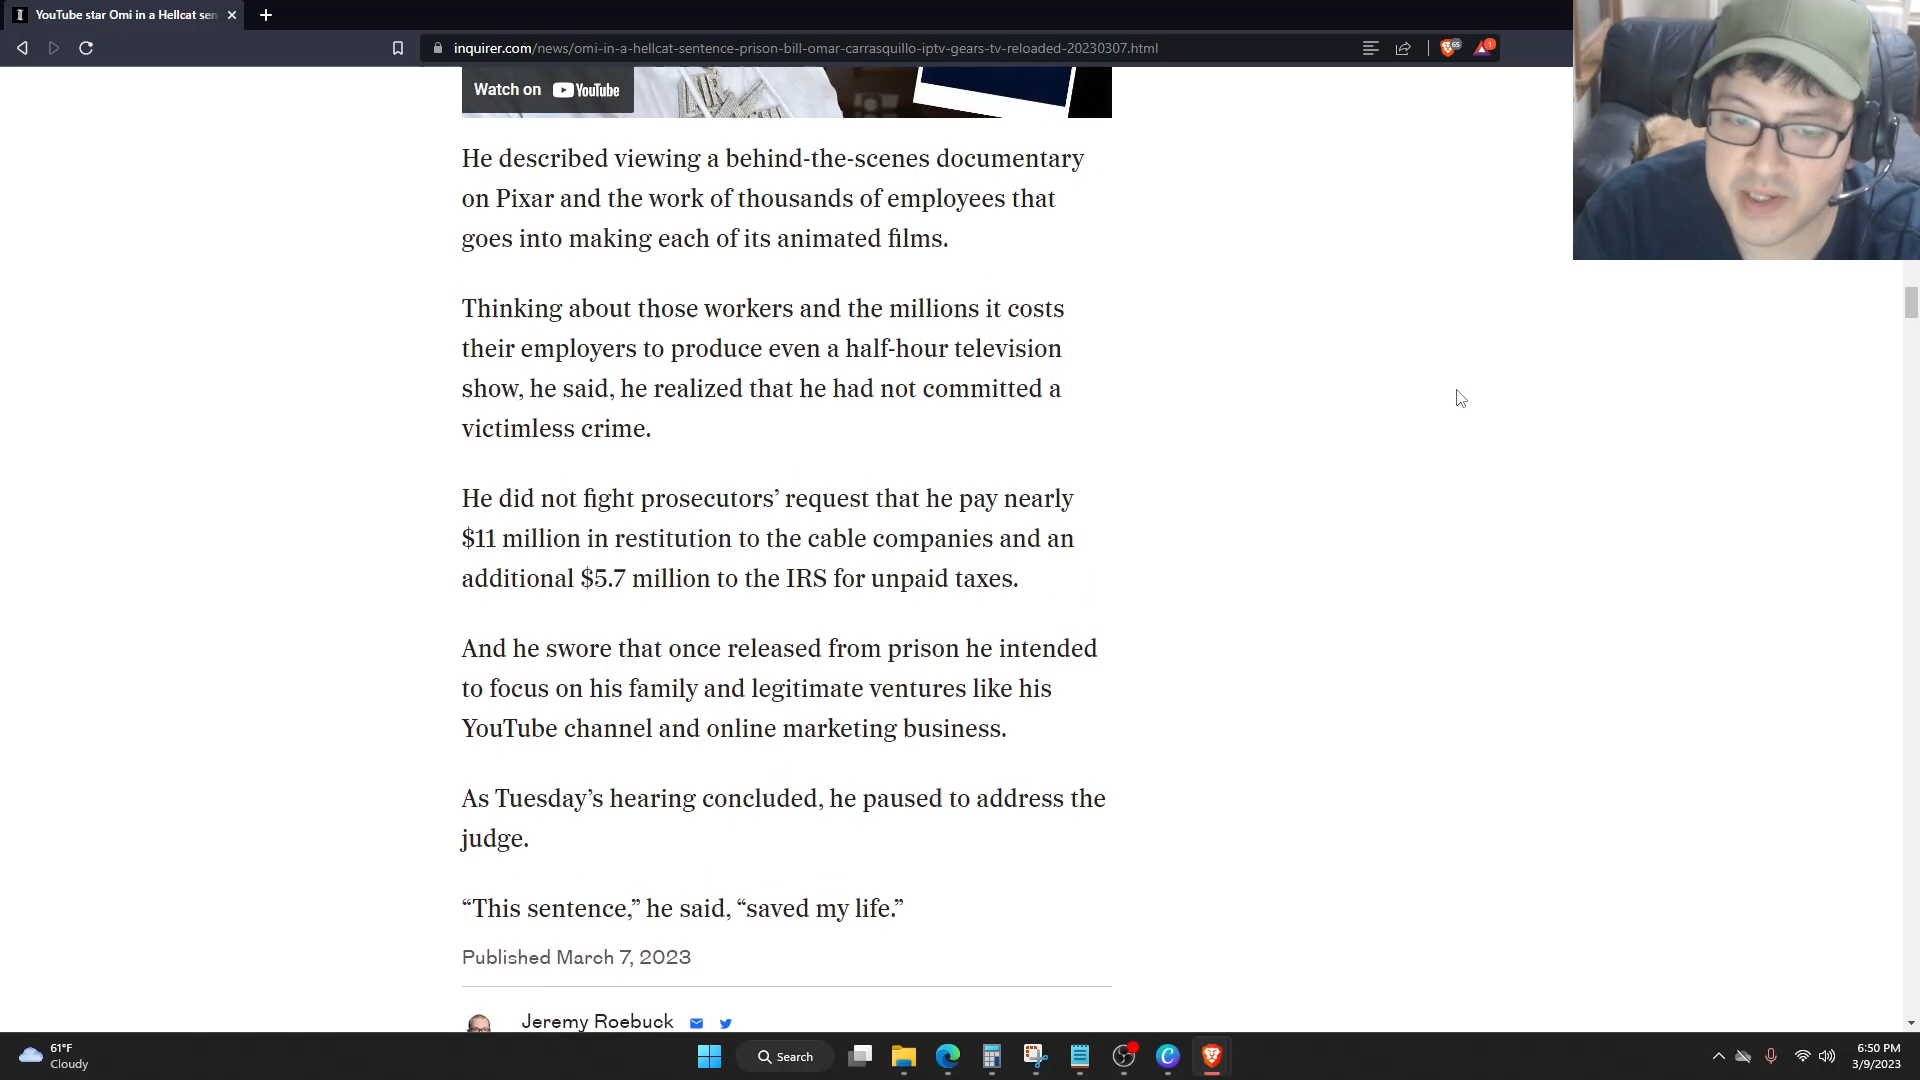 YouTube star Omi in a Hellcat sen
inquirer.com/news/omi-in-a-hellcat-sentence-prison-bill-omar-carrasquillo-iptv-gears-tv-reloaded-20230307.html
65
1
Watch on YouTube
He described viewing a behind-the-scenes documentary
on Pixar and the work of thousands of employees that
goes into making each of its animated films.
Thinking about those workers and the millions it costs
their employers to produce even a half-hour television
show, he said, he realized that he had not committed a
victimless crime.
He did not fight prosecutors’ request that he pay nearly
$11 million in restitution to the cable companies and an
additional $5.7 million to the IRS for unpaid taxes.
And he swore that once released from prison he intended
to focus on his family and legitimate ventures like his
YouTube channel and online marketing business.
As Tuesday’s hearing concluded, he paused to address the
judge.
“This sentence,” he said, “saved my life.”
Published March 7, 2023
Jeremy Roebuck
61°F
Cloudy
Search
6:50 PM
3/9/2023